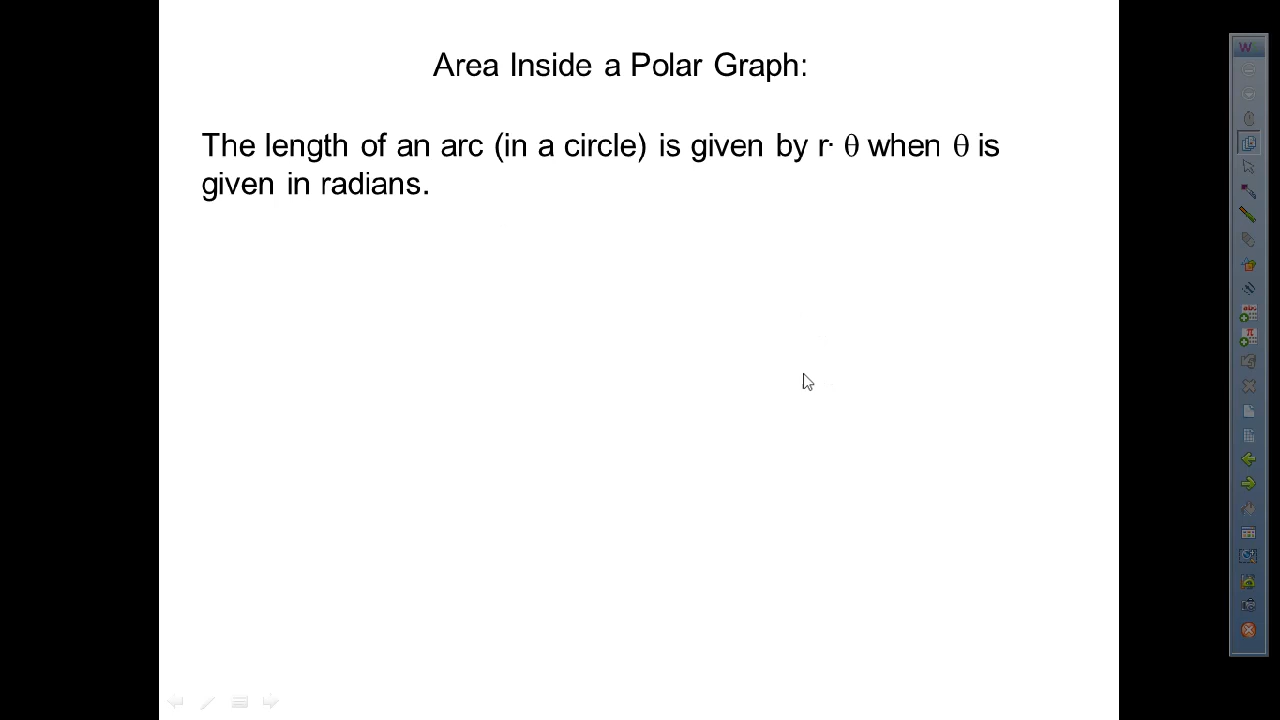 Area Inside a Polar Graph:
The length of an arc (in a circle) is given by r· θ when θ is
given in radians.
W
abc
π